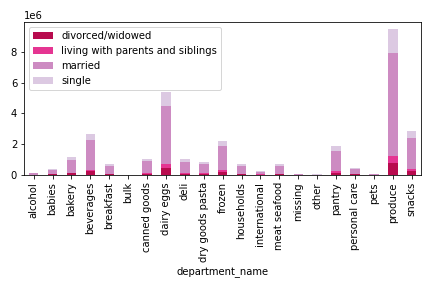 1e6
divorced/widowed
living with parents and siblings
married
single
8
6
4
2
0
alcohol
babies
bakery
beverages
breakfast
bulk
canned goods
dairy eggs
deli
dry goods pasta
frozen
households
international
meat seafood
missing
other
pantry
personal care
pets
produce
snacks
department_name